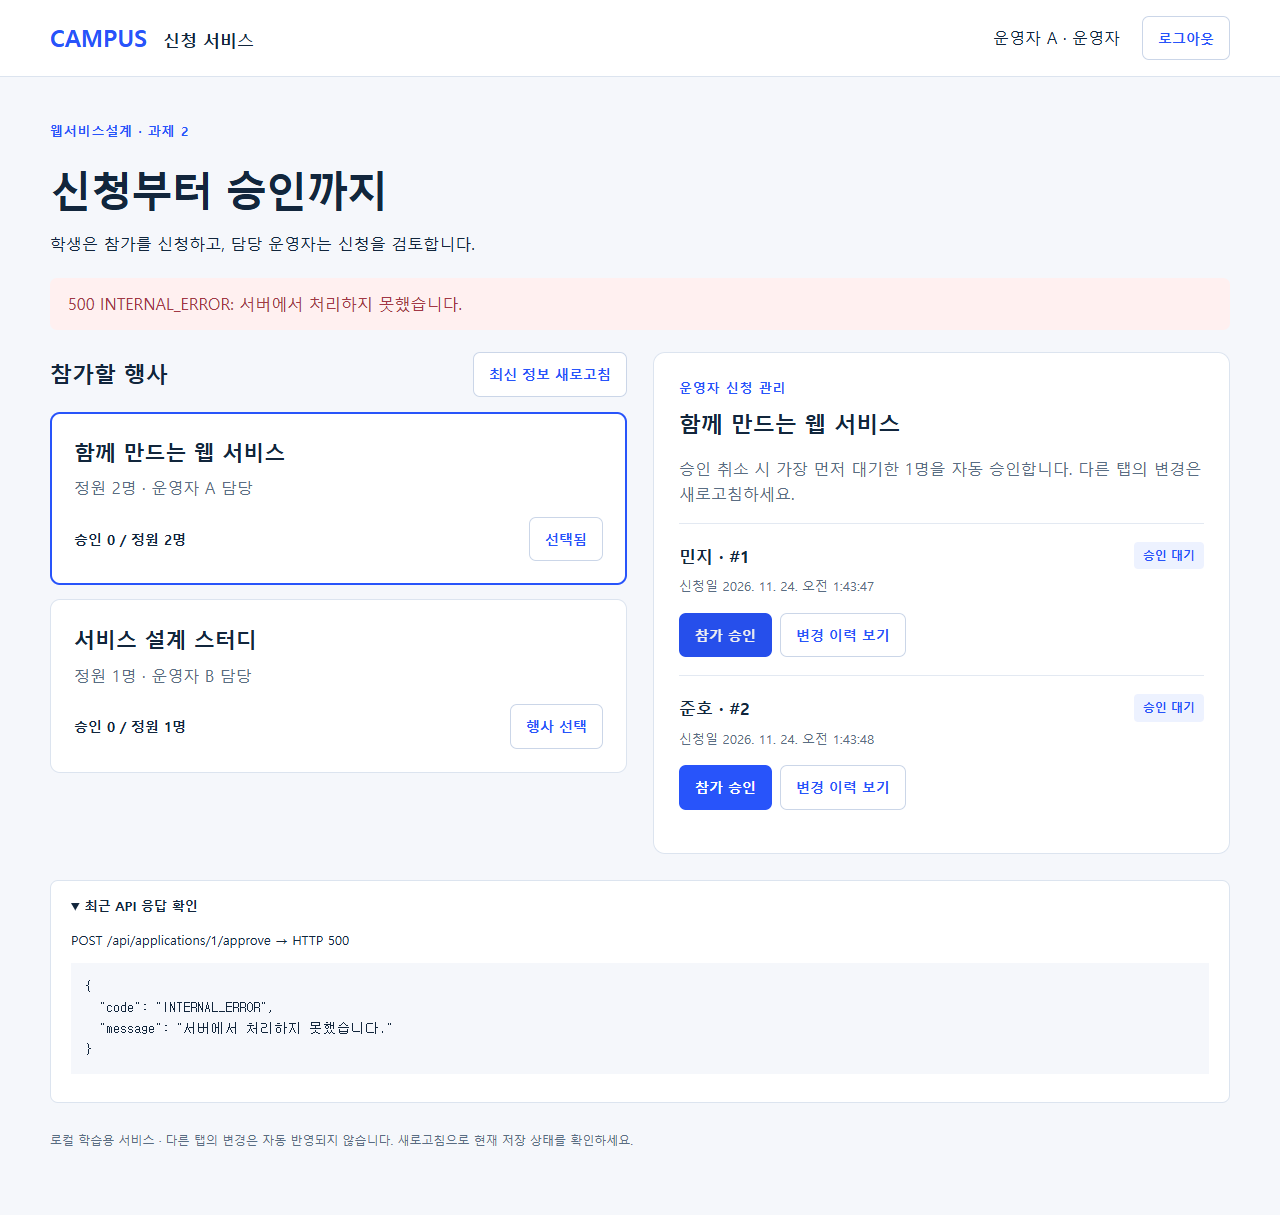 CAMPUS 신청 서비스
운영자 A · 운영자
로그아웃
웹서비스설계 · 과제 2
신청부터 승인까지
학생은 참가를 신청하고, 담당 운영자는 신청을 검토합니다.
500 INTERNAL_ERROR: 서버에서 처리하지 못했습니다.
참가할 행사
최신 정보 새로고침
함께 만드는 웹 서비스
정원 2명 · 운영자 A 담당
승인 0 / 정원 2명
선택됨
서비스 설계 스터디
정원 1명 · 운영자 B 담당
승인 0 / 정원 1명
행사 선택
운영자 신청 관리
함께 만드는 웹 서비스
승인 취소 시 가장 먼저 대기한 1명을 자동 승인합니다. 다른 탭의 변경은
새로고침하세요.
민지 · #1
승인 대기
신청일 2026. 11. 24. 오전 1:43:47
참가 승인
변경 이력 보기
준호 · #2
승인 대기
신청일 2026. 11. 24. 오전 1:43:48
참가 승인
변경 이력 보기
▼ 최근 API 응답 확인
POST /api/applications/1/approve → HTTP 500
{
"code": "INTERNAL_ERROR",
"message": "서버에서 처리하지 못했습니다."
}
로컬 학습용 서비스 · 다른 탭의 변경은 자동 반영되지 않습니다. 새로고침으로 현재 저장 상태를 확인하세요.